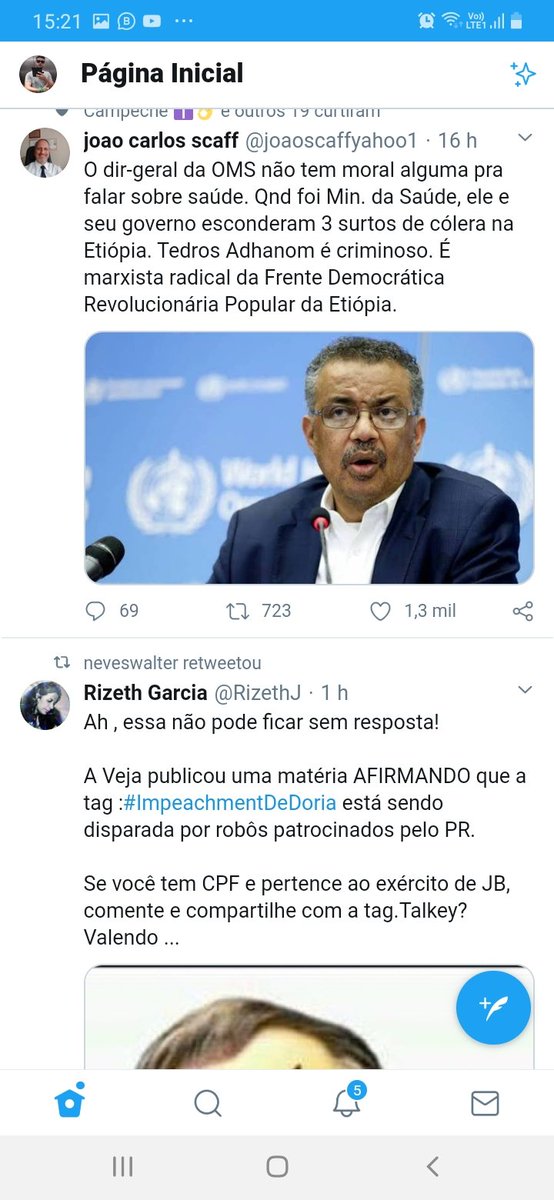 15:21
Vo))
LTE1
Página Inicial
Campeche e outros 19 curtiram
joao carlos scaff @joaoscaffyahoo1 · 16 h
O dir-geral da OMS não tem moral alguma pra
falar sobre saúde. Qnd foi Min. da Saúde, ele e
seu governo esconderam 3 surtos de cólera na
Etiópia. Tedros Adhanom é criminoso. É
marxista radical da Frente Democrática
Revolucionária Popular da Etiópia.
World
69 723 1,3 mil
neveswalter retweetou
Rizeth Garcia @RizethJ · 1 h
Ah , essa não pode ficar sem resposta!
A Veja publicou uma matéria AFIRMANDO que a
tag :#ImpeachmentDeDoria está sendo
disparada por robôs patrocinados pelo PR.
Se você tem CPF e pertence ao exército de JB,
comente e compartilhe com a tag.Talkey?
Valendo ...
5